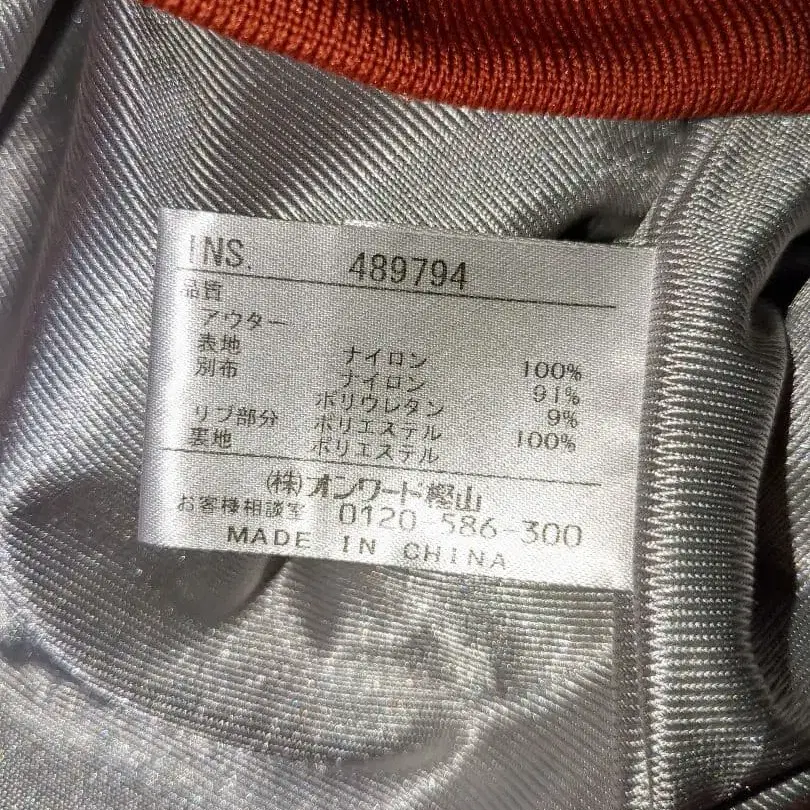 INS. 489794
品質
アウター
表地 ナイロン 100%
別布 ナイロン 91%
ポリウレタン 9%
リブ部分 ポリエステル 100%
裏地 ポリエステル
(株)オンワード樫山
お客様相談室 0120-586-300
MADE IN CHINA